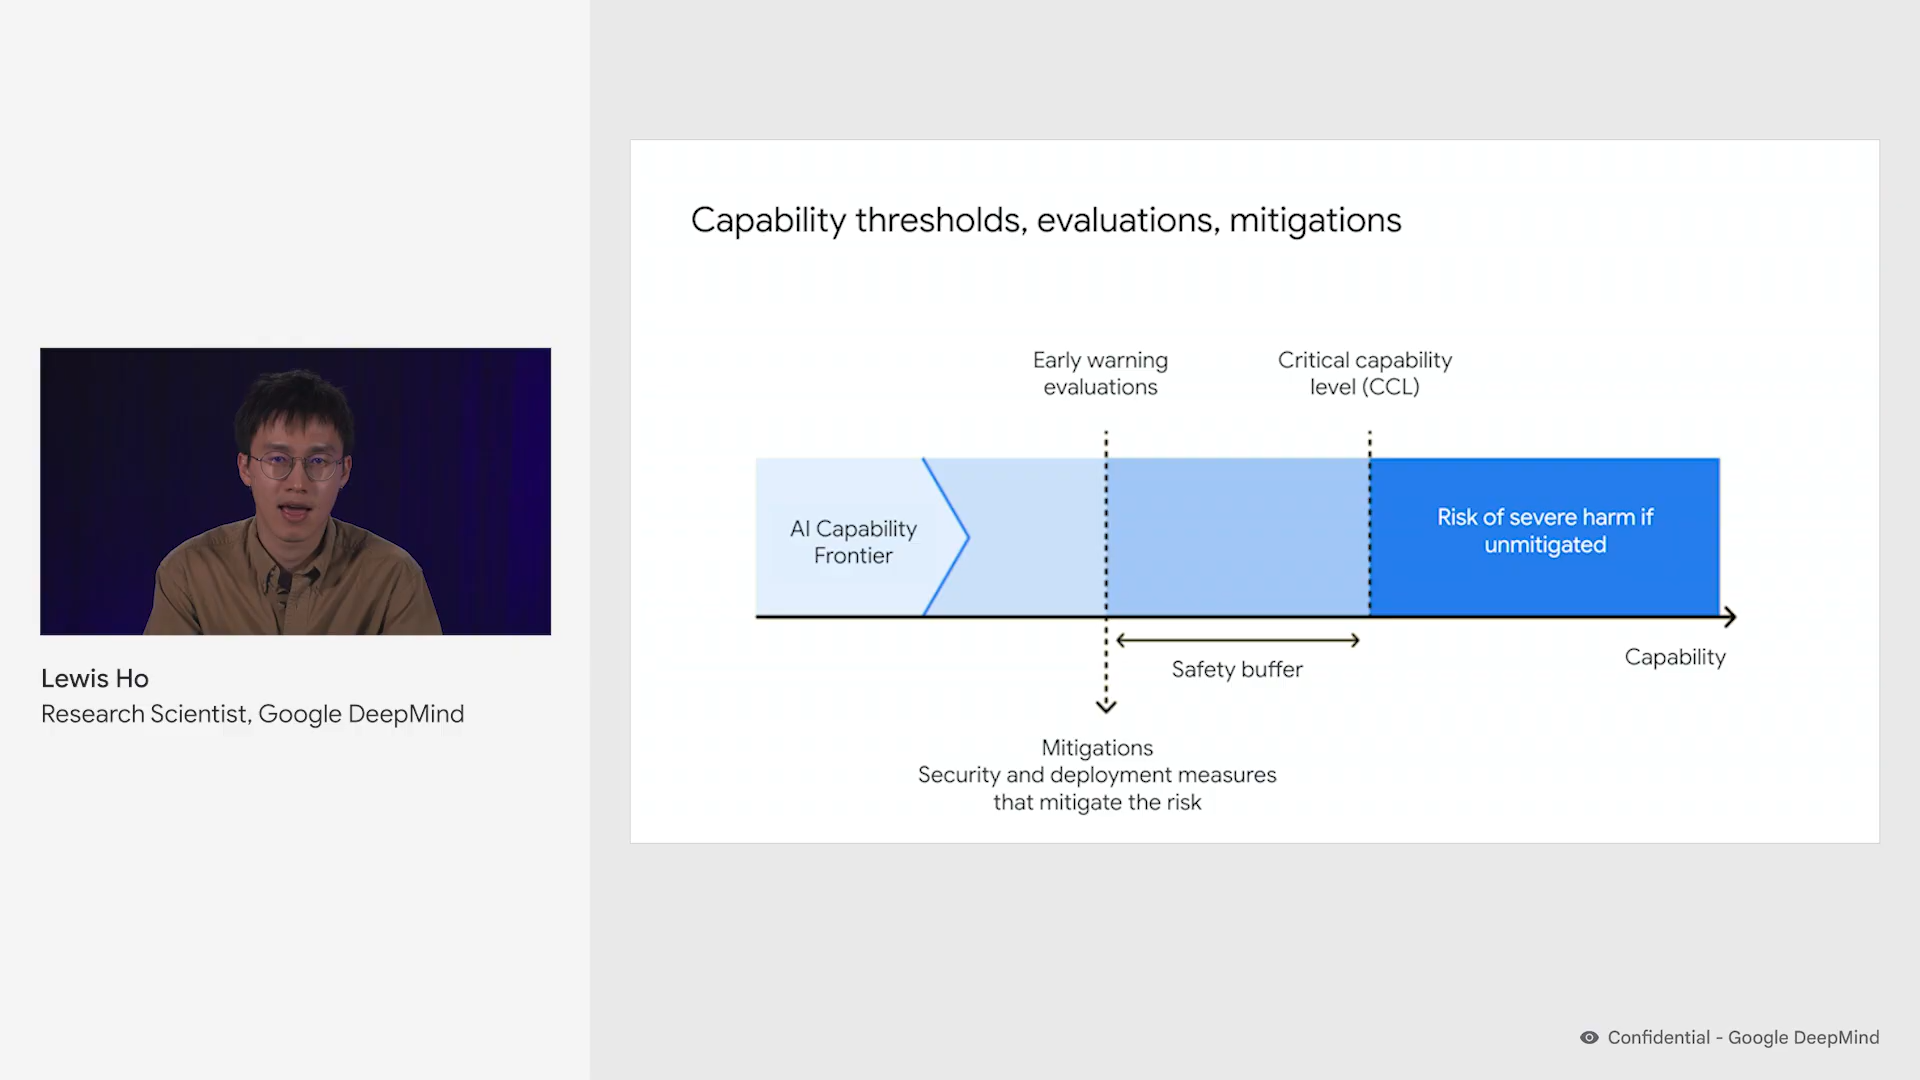 Capability thresholds, evaluations, mitigations
Early warning
evaluations
Critical capability
level (CCL)
AI Capability
Frontier
Risk of severe harm if
unmitigated
Safety buffer
Capability
Mitigations
Security and deployment measures
that mitigate the risk
Lewis Ho
Research Scientist, Google DeepMind
Confidential - Google DeepMind